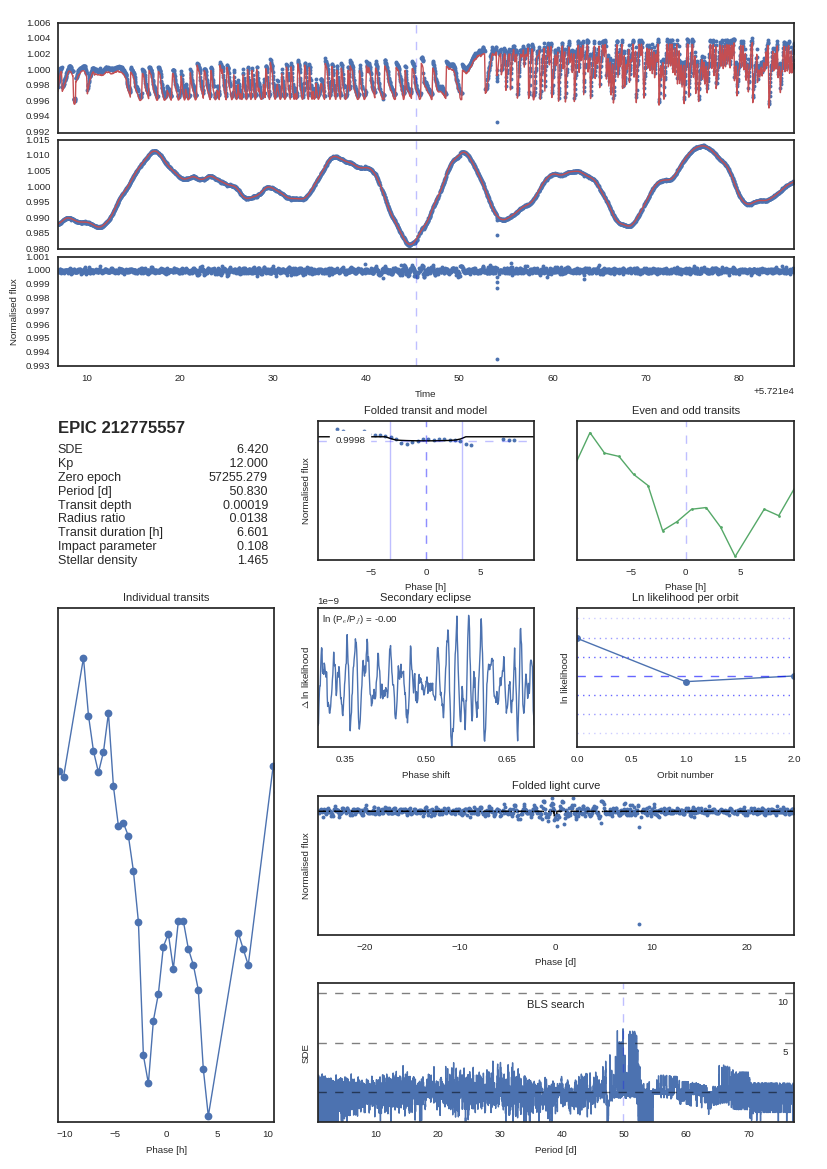 1.006
1.004
1.002
1.000
0.998
0.996
0.994
0.992
1.015
1.010
1.005
1.000
0.995
0.990
0.985
0.980
1.001
1.000
0.999
0.998
0.997
0.996
0.995
0.994
0.993
Normalised flux
10 20 30 40 50 60 70 80
Time
+5.721e4
EPIC 212775557
SDE 6.420
Kp 12.000
Zero epoch 57255.279
Period [d] 50.830
Transit depth 0.00019
Radius ratio 0.0138
Transit duration [h] 6.601
Impact parameter 0.108
Stellar density 1.465
Folded transit and model
0.9998
Normalised flux
−5 0 5
Phase [h]
Even and odd transits
−5 0 5
Phase [h]
Individual transits
−10 −5 0 5 10
Phase [h]
Secondary eclipse
1e−9
ln (Pₑ/P𝑓) = -0.00
Δ ln likelihood
0.35 0.50 0.65
Phase shift
Ln likelihood per orbit
ln likelihood
0.0 0.5 1.0 1.5 2.0
Orbit number
Folded light curve
Normalised flux
−20 −10 0 10 20
Phase [d]
BLS search
10
5
SDE
10 20 30 40 50 60 70
Period [d]